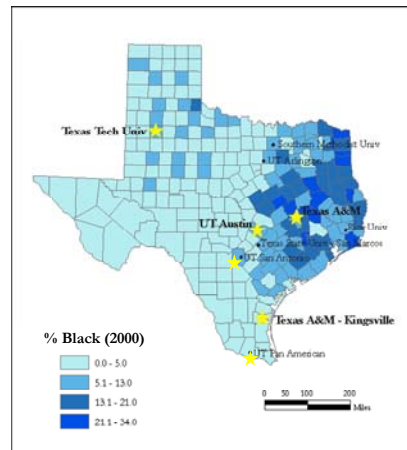 Southern Methodist Univ
Texas Tech Univ
UT Arlington
Texas A&M
UT Austin
Rice Univ
Texas State Univ - San Marcos
UT San Antonio
% Black (2000)
Texas A&M - Kingsville
0.0 - 5.0
UT Pan American
5.1 - 13.0
13.1 - 21.0
0 50 100 200
21.1 - 34.0
Miles